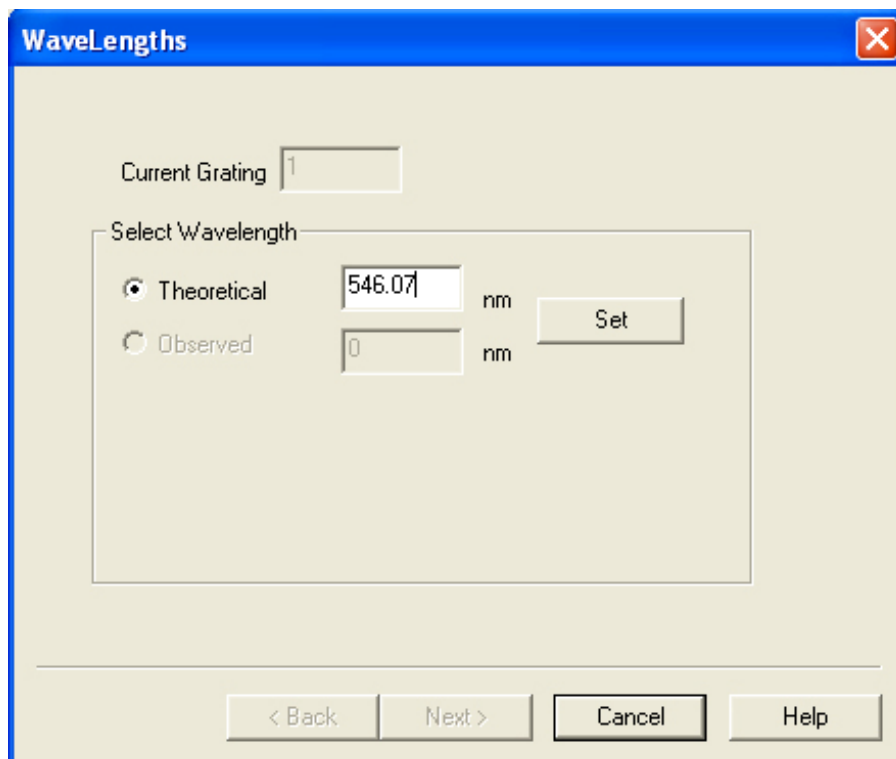 WaveLengths
Current Grating 1
Select Wavelength
Theoretical 546.07 nm
Set
Observed 0 nm
< Back Next > Cancel Help